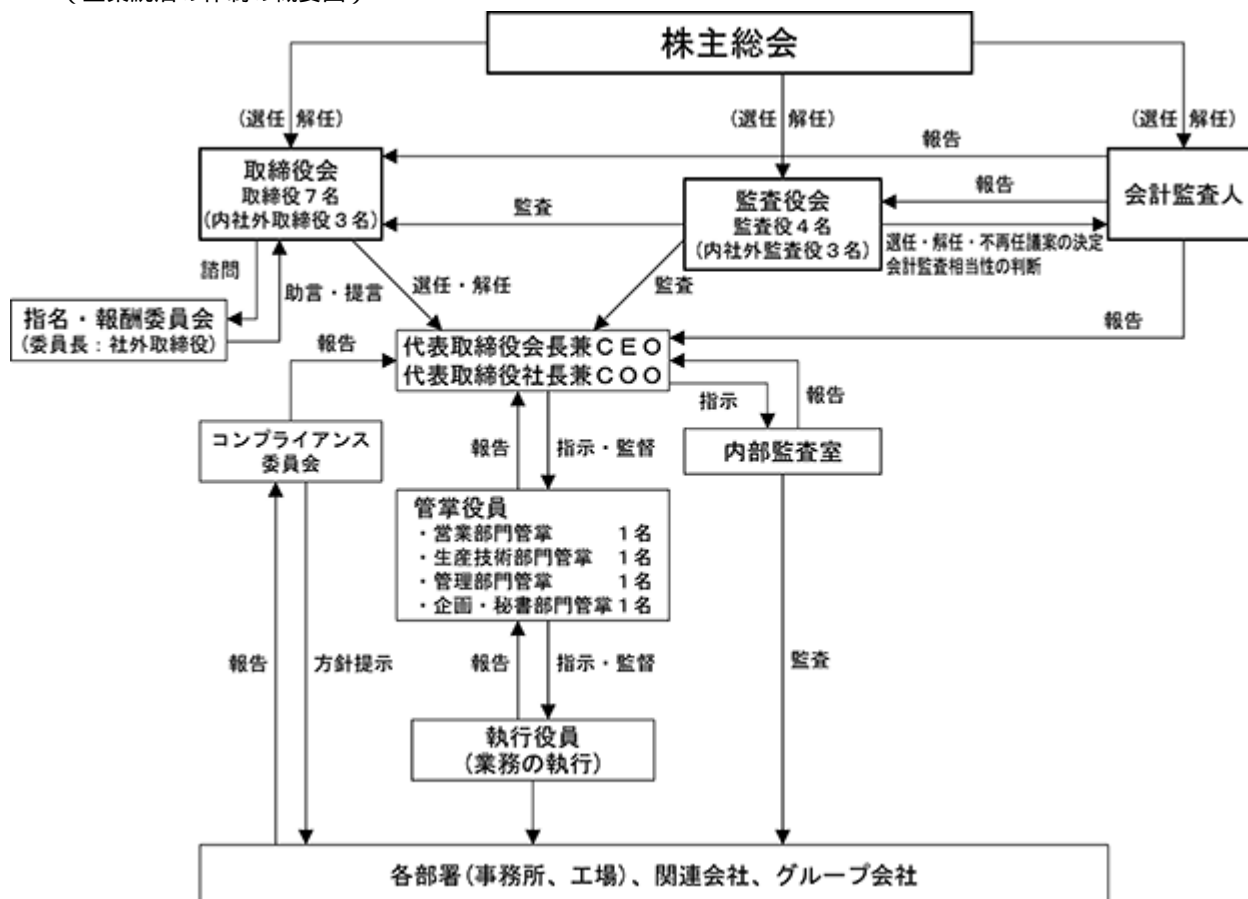 株主総会
(選任 解任)
(選任 解任)
(選任 解任)
取締役会
取締役7名
(内社外取締役3名)
報告
監査
監査役会
監査役4名
(内社外監査役3名)
報告
会計監査人
選任・解任・不再任議案の決定
会計監査相当性の判断
諮問
助言・提言
選任・解任
監査
報告
指名・報酬委員会
(委員長:社外取締役)
報告
代表取締役会長兼CEO
代表取締役社長兼COO
指示
報告
コンプライアンス
委員会
報告
指示・監督
内部監査室
管掌役員
・営業部門管掌 1名
・生産技術部門管掌 1名
・管理部門管掌 1名
・企画・秘書部門管掌1名
報告
方針提示
報告
指示・監督
監査
執行役員
(業務の執行)
各部署(事務所、工場)、関連会社、グループ会社